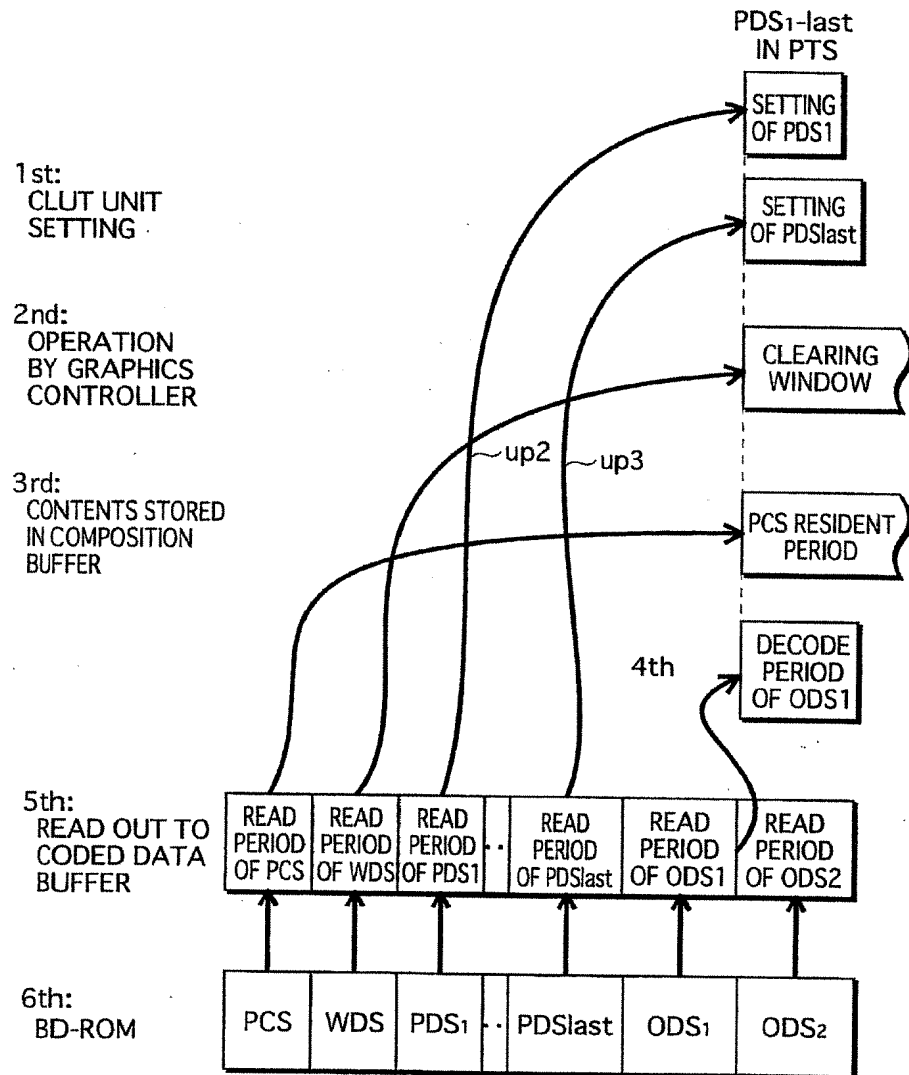 PDS1-last
IN PTS
SETTING
OF PDS1
1st:
CLUT UNIT
SETTING
SETTING
OF PDSlast
2nd:
OPERATION
BY GRAPHICS
CONTROLLER
CLEARING
WINDOW
up2
up3
3rd:
CONTENTS STORED
IN COMPOSITION
BUFFER
PCS RESIDENT
PERIOD
4th
DECODE
PERIOD
OF ODS1
5th:
READ OUT TO
CODED DATA
BUFFER
READ
PERIOD
OF PCS
READ
PERIOD
OF WDS
READ
PERIOD
OF PDS1
··
READ
PERIOD
OF PDSlast
READ
PERIOD
OF ODS1
READ
PERIOD
OF ODS2
6th:
BD-ROM
PCS
WDS
PDS1
··
PDSlast
ODS1
ODS2